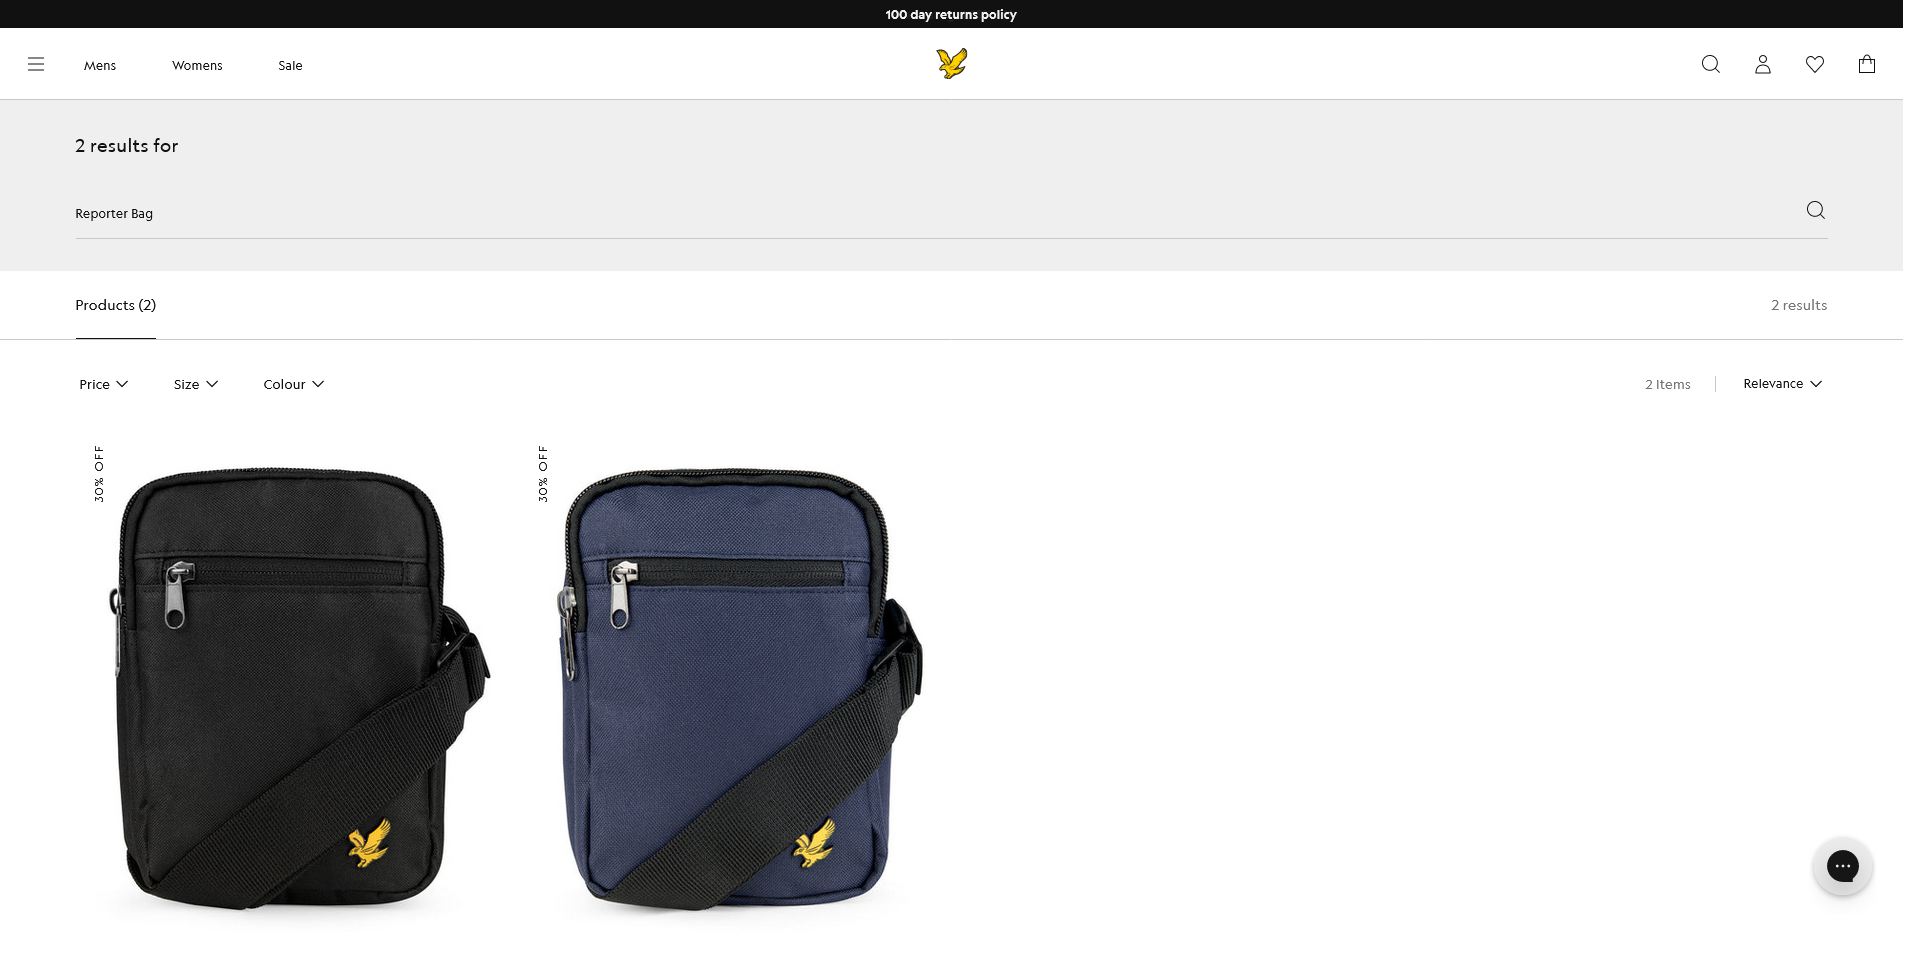 100 day returns policy
Mens
Womens
Sale
2 results for
Reporter Bag
Products (2)
2 results
Price
Size
Colour
2 Items
Relevance
30% OFF
30% OFF